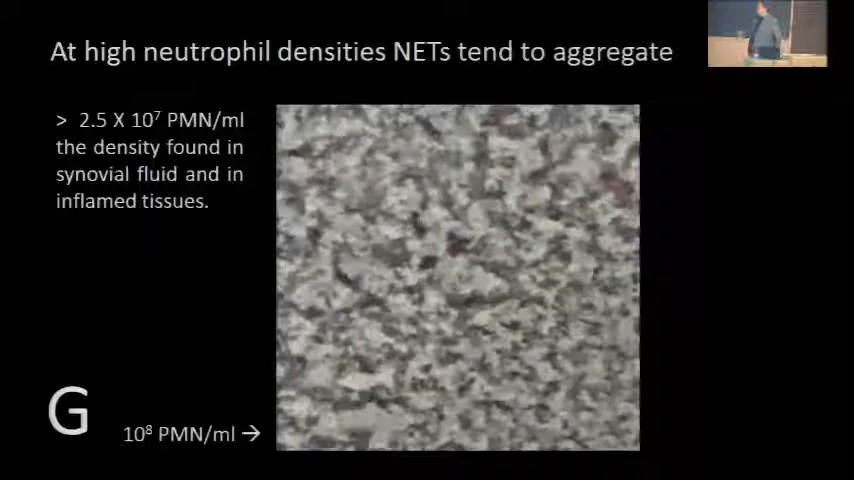 At high neutrophil densities NETs tend to aggregate
> 2.5 X 10⁷ PMN/ml
the density found in
synovial fluid and in
inflamed tissues.
G
10⁸ PMN/ml →